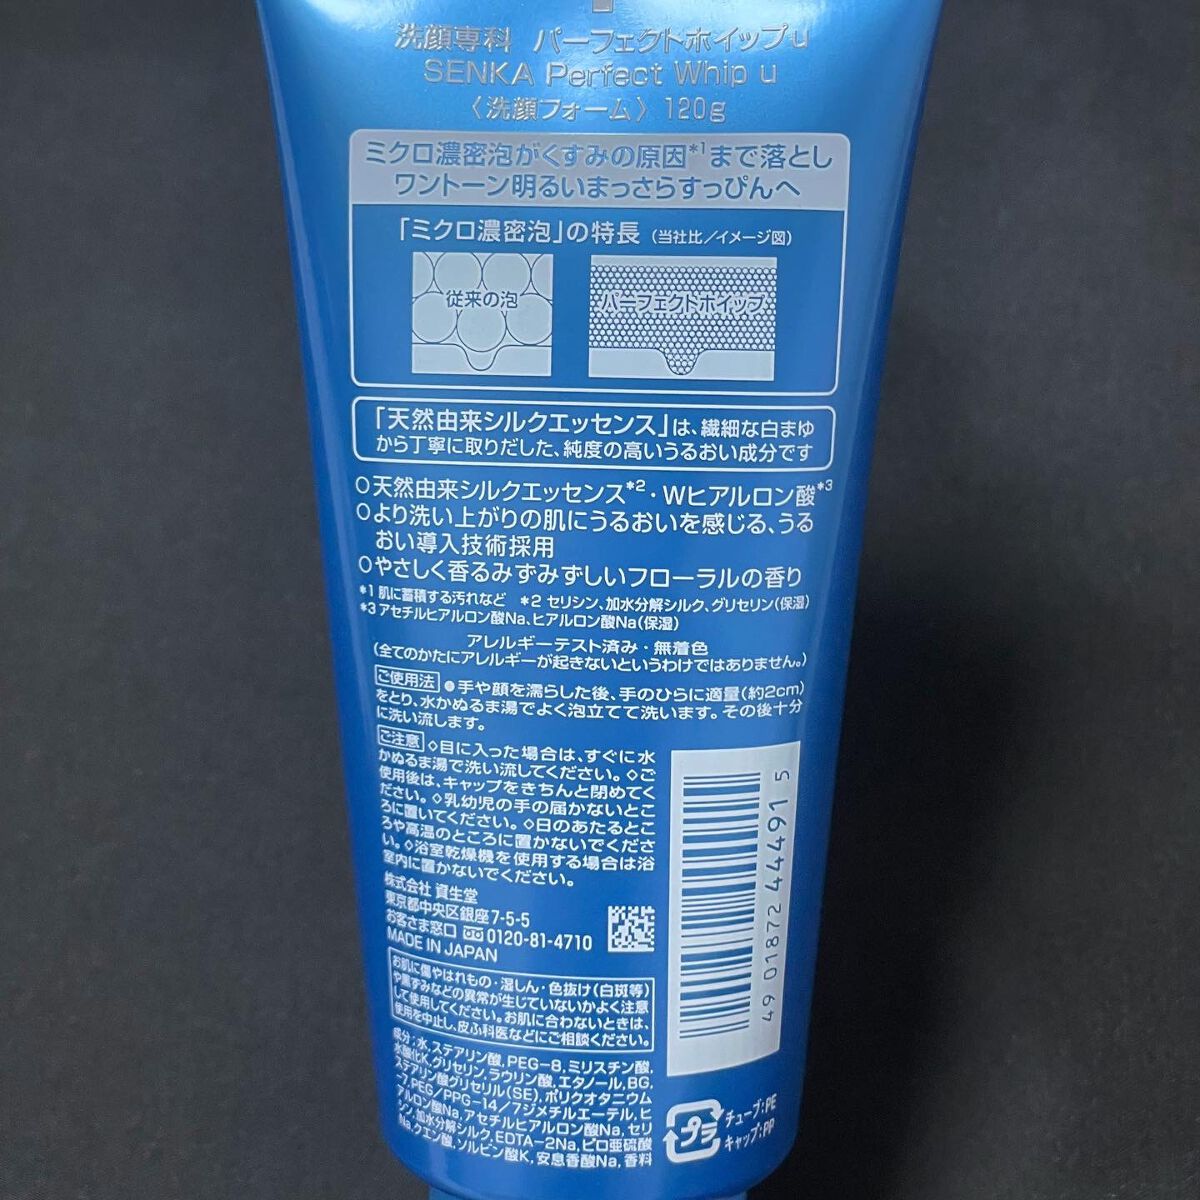 洗顔専科 パーフェクトホイップu
SENKA Perfect Whip u
〈洗顔フォーム〉120g
ミクロ濃密泡がくすみの原因*1まで落とし
ワントーン明るいまっさらすっぴんへ
「ミクロ濃密泡」の特長(当社比/イメージ図)
従来の泡
パーフェクトホイップ
「天然由来シルクエッセンス」は、繊細な白まゆ
から丁寧に取りだした、純度の高いうるおい成分です
○天然由来シルクエッセンス*2・Wヒアルロン酸*3
○より洗い上がりの肌にうるおいを感じる、うる
おい導入技術採用
○やさしく香るみずみずしいフローラルの香り
*1 肌に蓄積する汚れなど *2 セリシン、加水分解シルク、グリセリン(保湿)
*3 アセチルヒアルロン酸Na、ヒアルロン酸Na(保湿)
アレルギーテスト済み・無着色
(全てのかたにアレルギーが起きないというわけではありません。)
ご使用法 ●手や顔を濡らした後、手のひらに適量(約2cm)
をとり、水かぬるま湯でよく泡立てて洗います。その後十分
に洗い流します。
ご注意 ◇目に入った場合は、すぐに水
かぬるま湯で洗い流してください。◇ご
使用後は、キャップをきちんと閉めてく
ださい。◇乳幼児の手の届かないとこ
ろに置いてください。◇日のあたるとこ
ろや高温のところに置かないでくださ
い。◇浴室乾燥機を使用する場合は浴
室内に置かないでください。
株式会社 資生堂
東京都中央区銀座7-5-5
お客さま窓口 0120-81-4710
MADE IN JAPAN
お肌に傷やはれもの・湿しん・色抜け(白斑等)
や黒ずみなどの異常が生じていないかよく注意
して使用してください。お肌に合わないときは、
使用を中止し、皮ふ科医などにご相談ください。
成分:水、ステアリン酸、PEG-8、ミリスチン酸、
水酸化K、グリセリン、ラウリン酸、エタノール、BG、
ステアリン酸グリセリル(SE)、ポリクオタニウム
-7、PEG/PPG-14/7ジメチルエーテル、ヒ
アルロン酸Na、アセチルヒアルロン酸Na、セリ
シン、加水分解シルク、EDTA-2Na、ピロ亜硫酸
Na、クエン酸、ソルビン酸K、安息香酸Na、香料
4 901872 444915
プラ
チューブ:PE
キャップ:PP